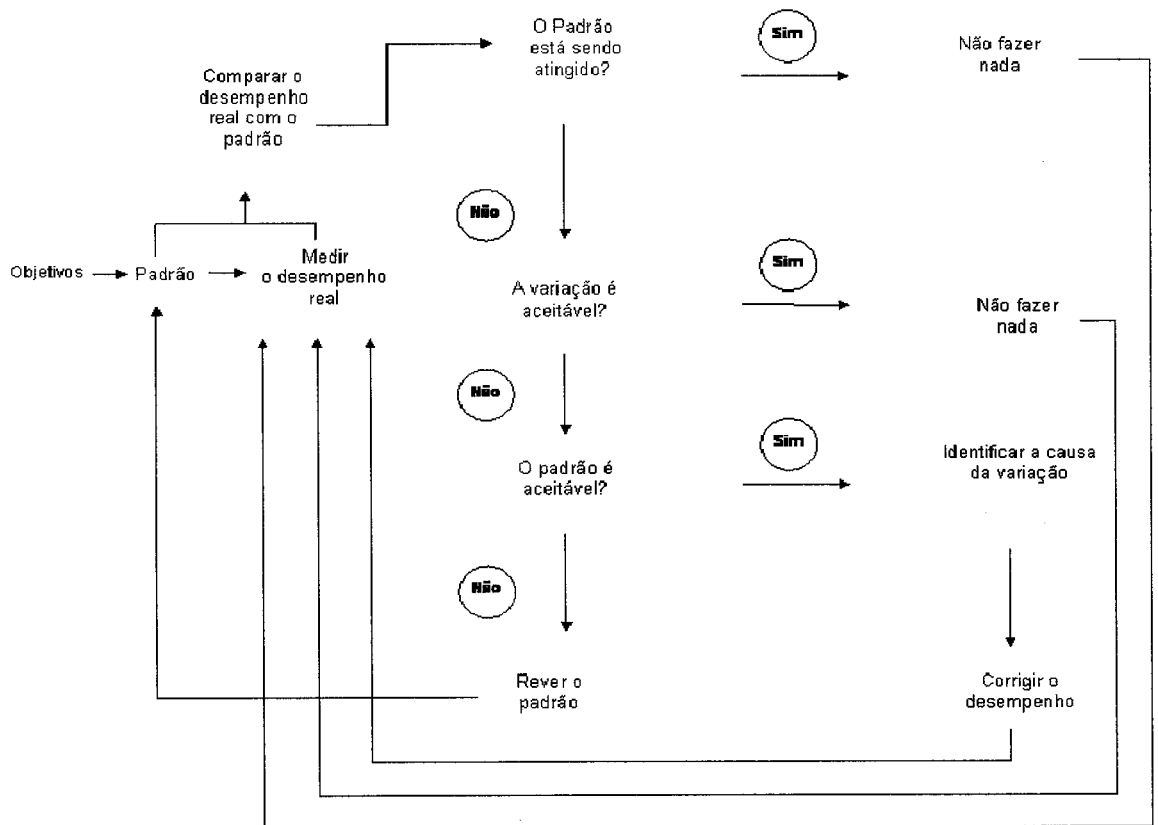 O Padrão
está sendo
atingido?
Sim
Não fazer
nada
Comparar o
desempenho
real com o
padrão
Não
Objetivos
Padrão
Medir
o desempenho
real
A variação é
aceitável?
Sim
Não fazer
nada
Não
O padrão é
aceitável?
Sim
Identificar a causa
da variação
Não
Rever o
padrão
Corrigir o
desempenho